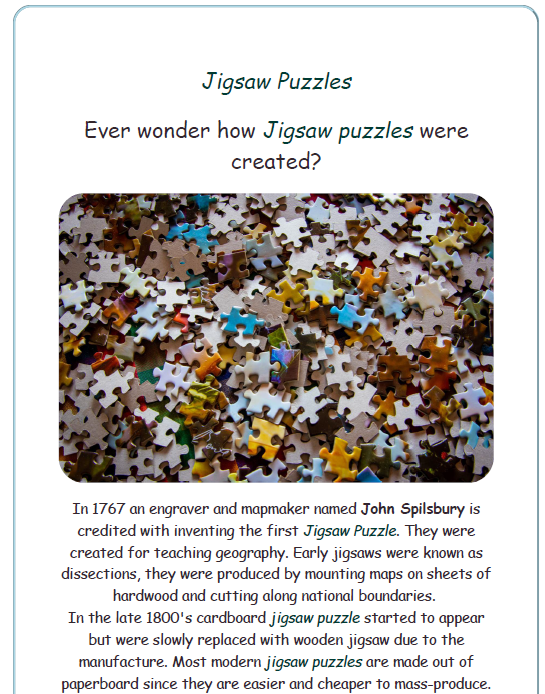 Jigsaw Puzzles
Ever wonder how Jigsaw puzzles were
created?
In 1767 an engraver and mapmaker named John Spilsbury is
credited with inventing the first Jigsaw Puzzle. They were
created for teaching geography. Early jigsaws were known as
dissections, they were produced by mounting maps on sheets of
hardwood and cutting along national boundaries.
In the late 1800's cardboard jigsaw puzzle started to appear
but were slowly replaced with wooden jigsaw due to the
manufacture. Most modern jigsaw puzzles are made out of
paperboard since they are easier and cheaper to mass-produce.